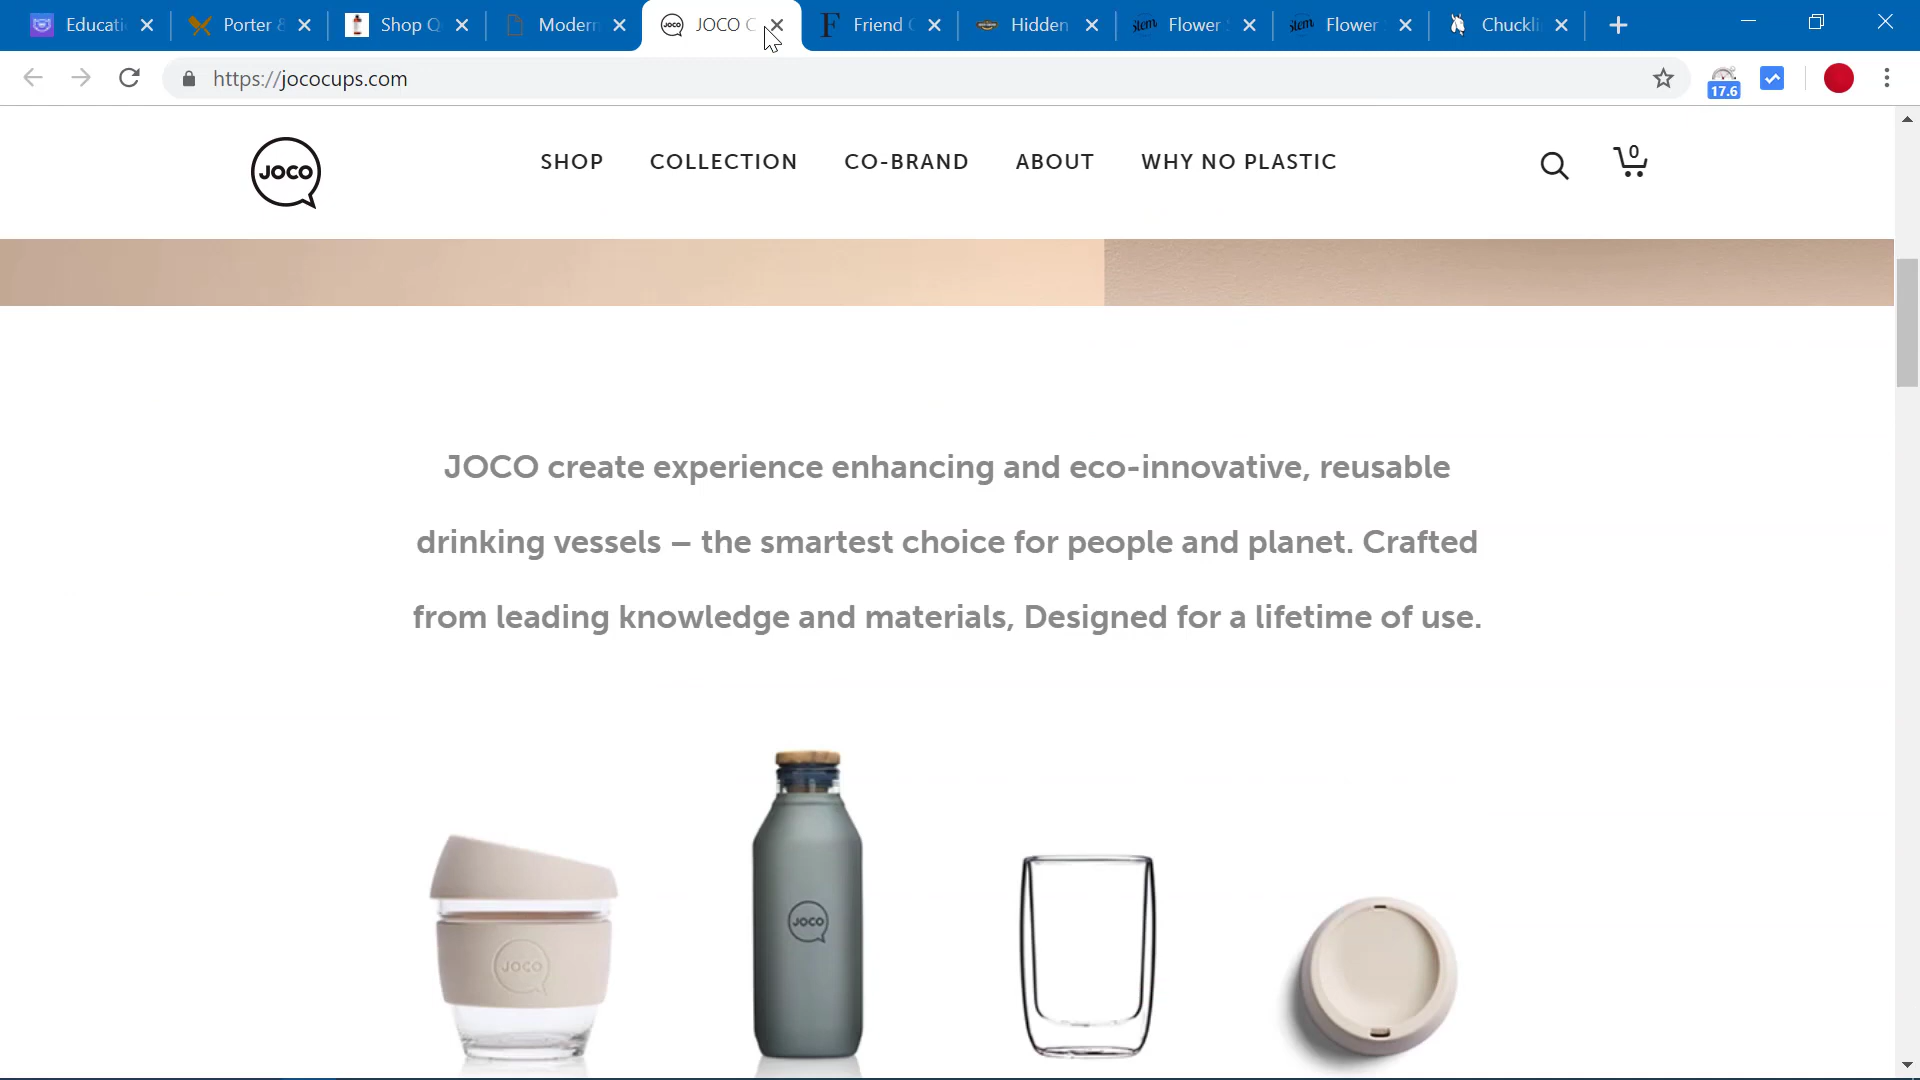 Educati
Porter &
Shop Q
Modern
JOCO C
Friend C
Hidden
Flower S
Flower
Chuckli
https://jococups.com
17.6
JOCO
SHOP
COLLECTION
CO-BRAND
ABOUT
WHY NO PLASTIC
0
JOCO create experience enhancing and eco-innovative, reusable
drinking vessels – the smartest choice for people and planet. Crafted
from leading knowledge and materials, Designed for a lifetime of use.
JOCO
JOCO